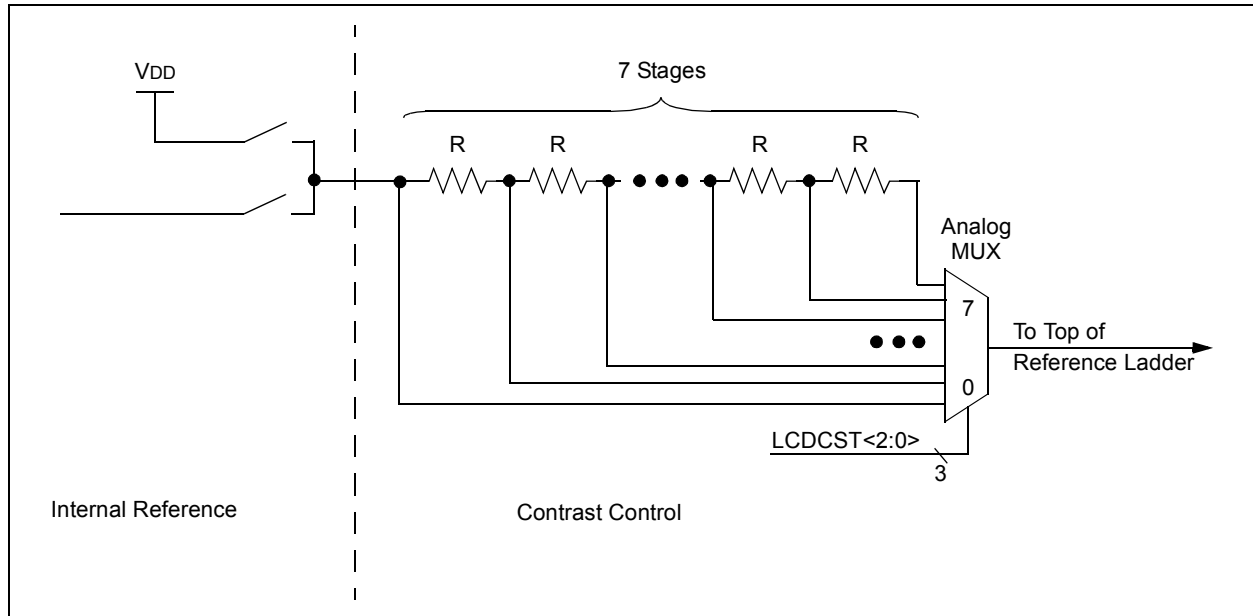 VDD
7 Stages
R
R
R
R
Analog
MUX
7
0
To Top of
Reference Ladder
LCDCST<2:0>
3
Internal Reference
Contrast Control